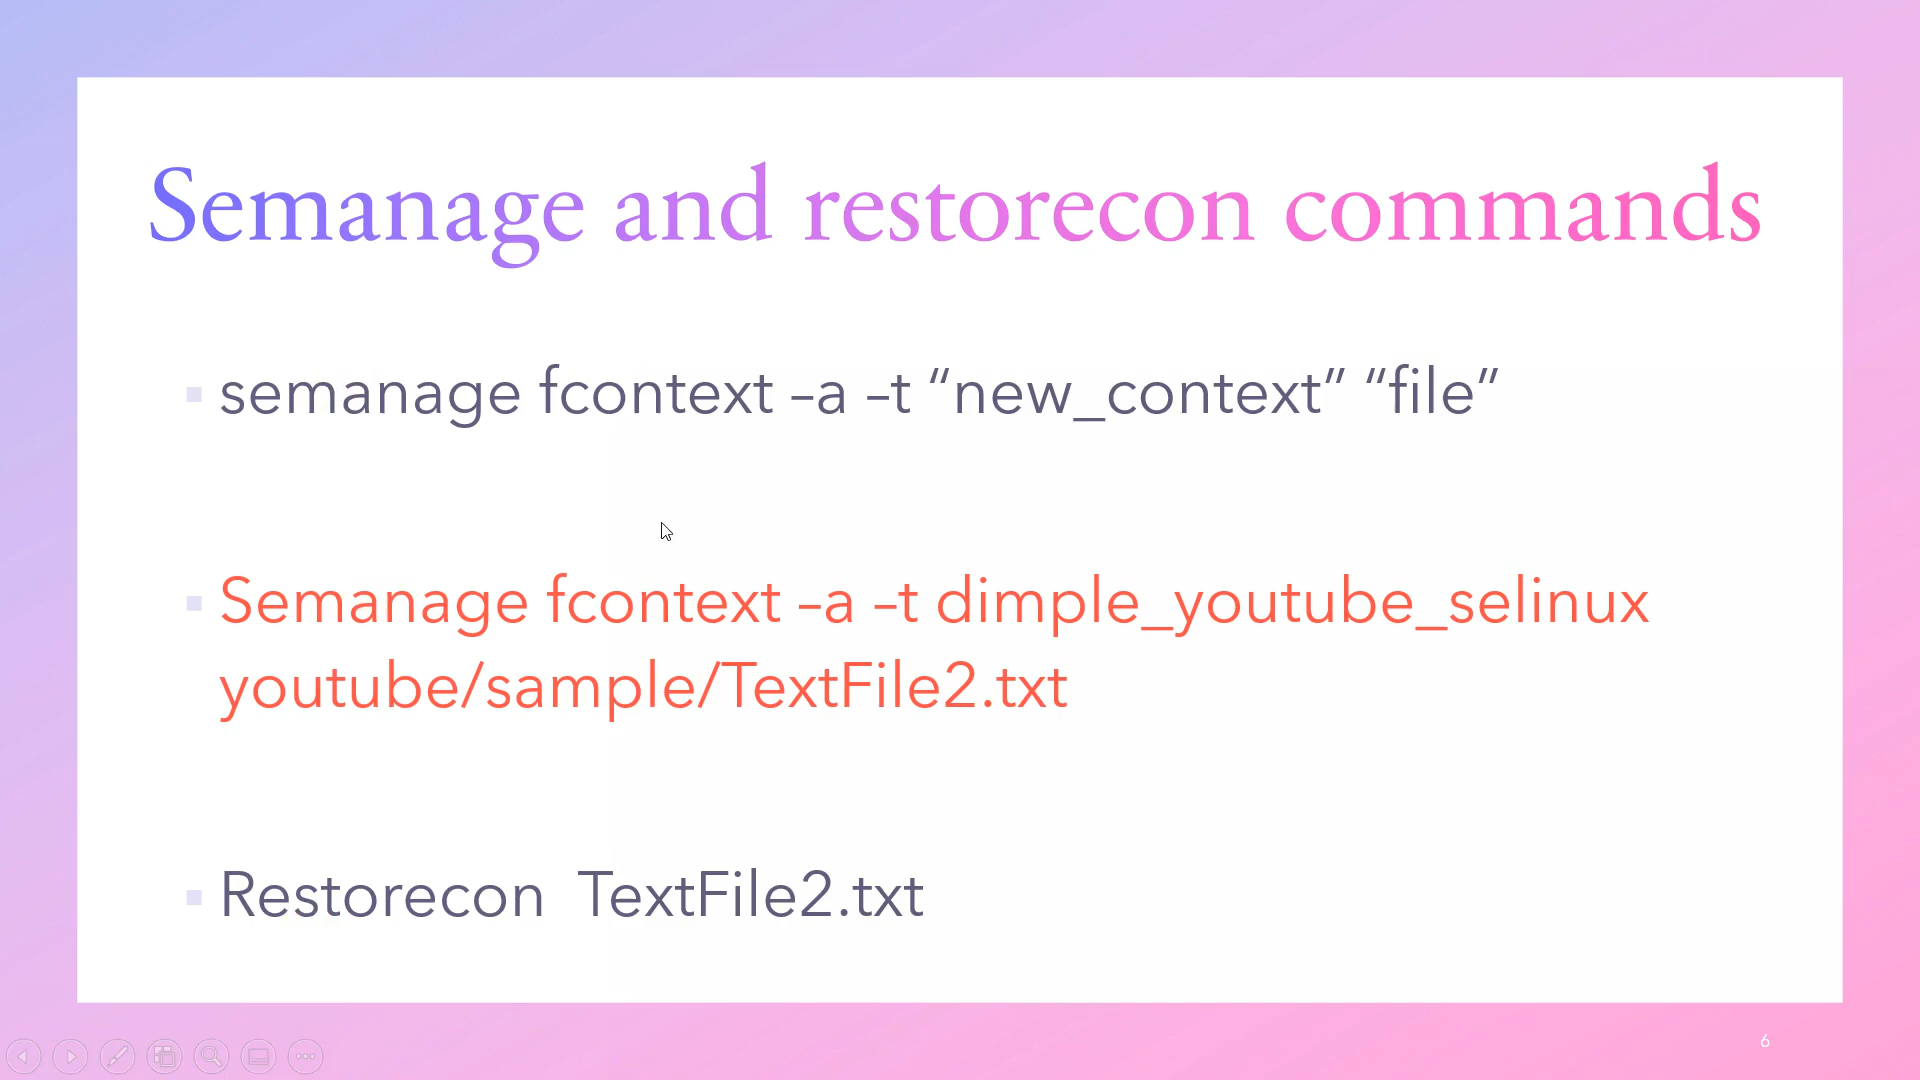 Semanage and restorecon commands
semanage fcontext –a –t “new_context” “file”
Semanage fcontext –a –t dimple_youtube_selinux
youtube/sample/TextFile2.txt
Restorecon  TextFile2.txt
6